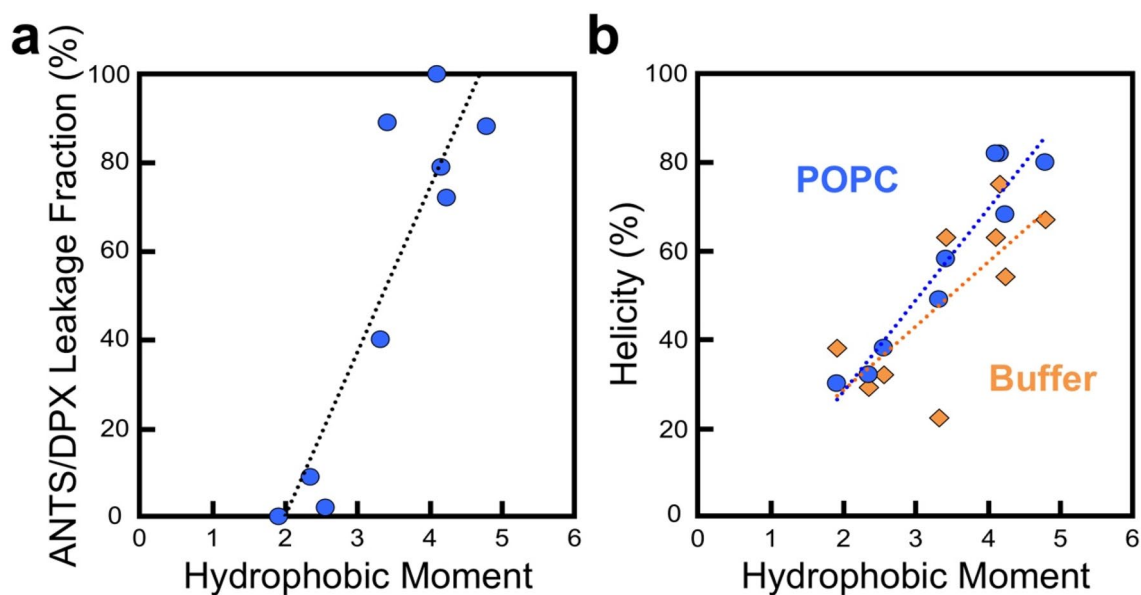 a
ANTS/DPX Leakage Fraction (%)
100
80
60
40
20
0
0 1 2 3 4 5 6
Hydrophobic Moment
b
Helicity (%)
100
80
60
40
20
0
POPC
Buffer
0 1 2 3 4 5 6
Hydrophobic Moment